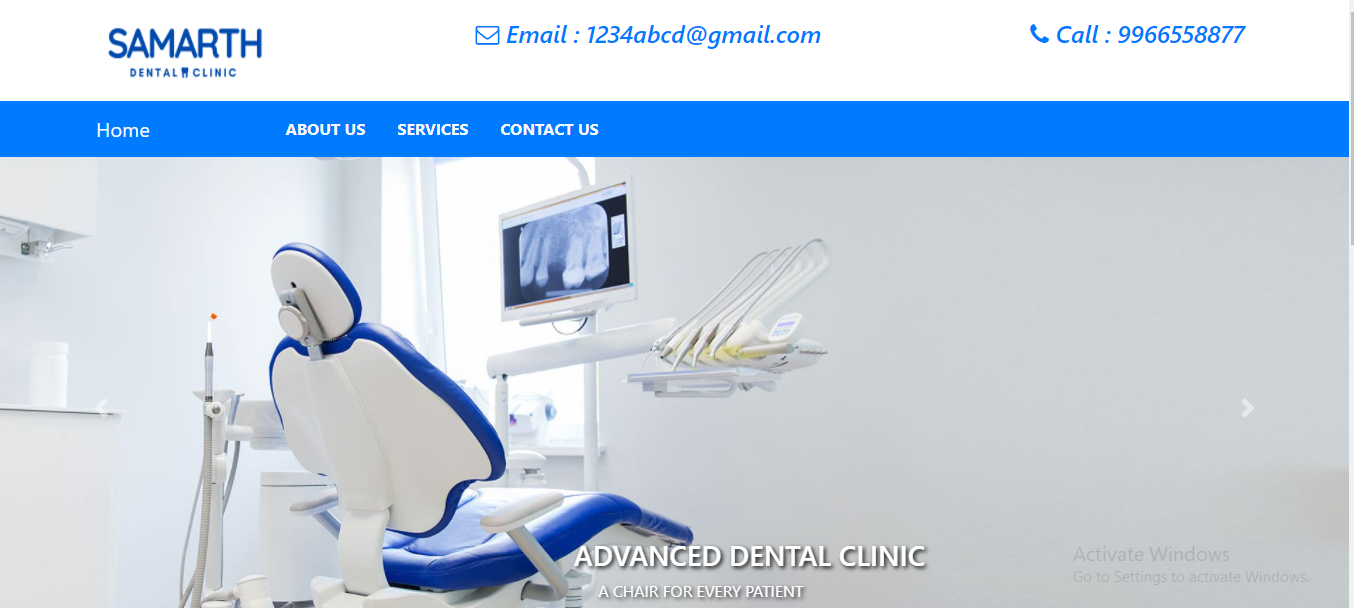 SAMARTH
DENTAL CLINIC
Email : 1234abcd@gmail.com
Call : 9966558877
Home ABOUT US SERVICES CONTACT US
ADVANCED DENTAL CLINIC
A CHAIR FOR EVERY PATIENT
Activate Windows
Go to Settings to activate Windows.